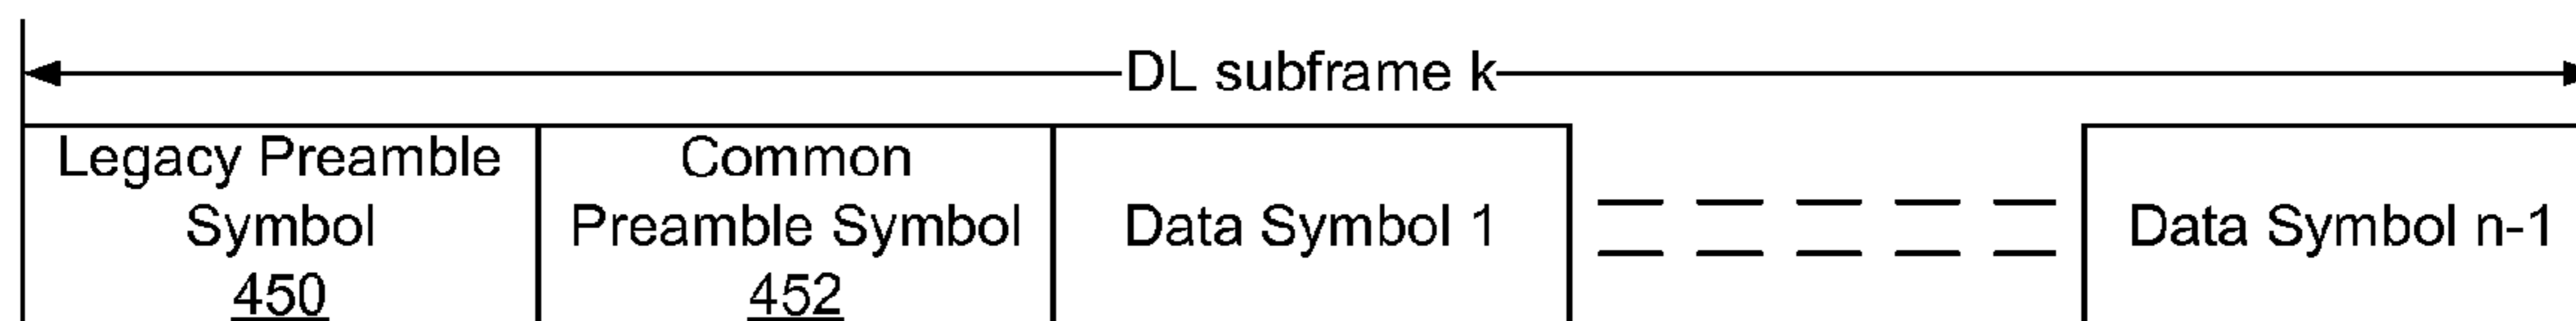 DL subframe k
Legacy Preamble
Symbol
450
Common
Preamble Symbol
452
Data Symbol 1
Data Symbol n-1